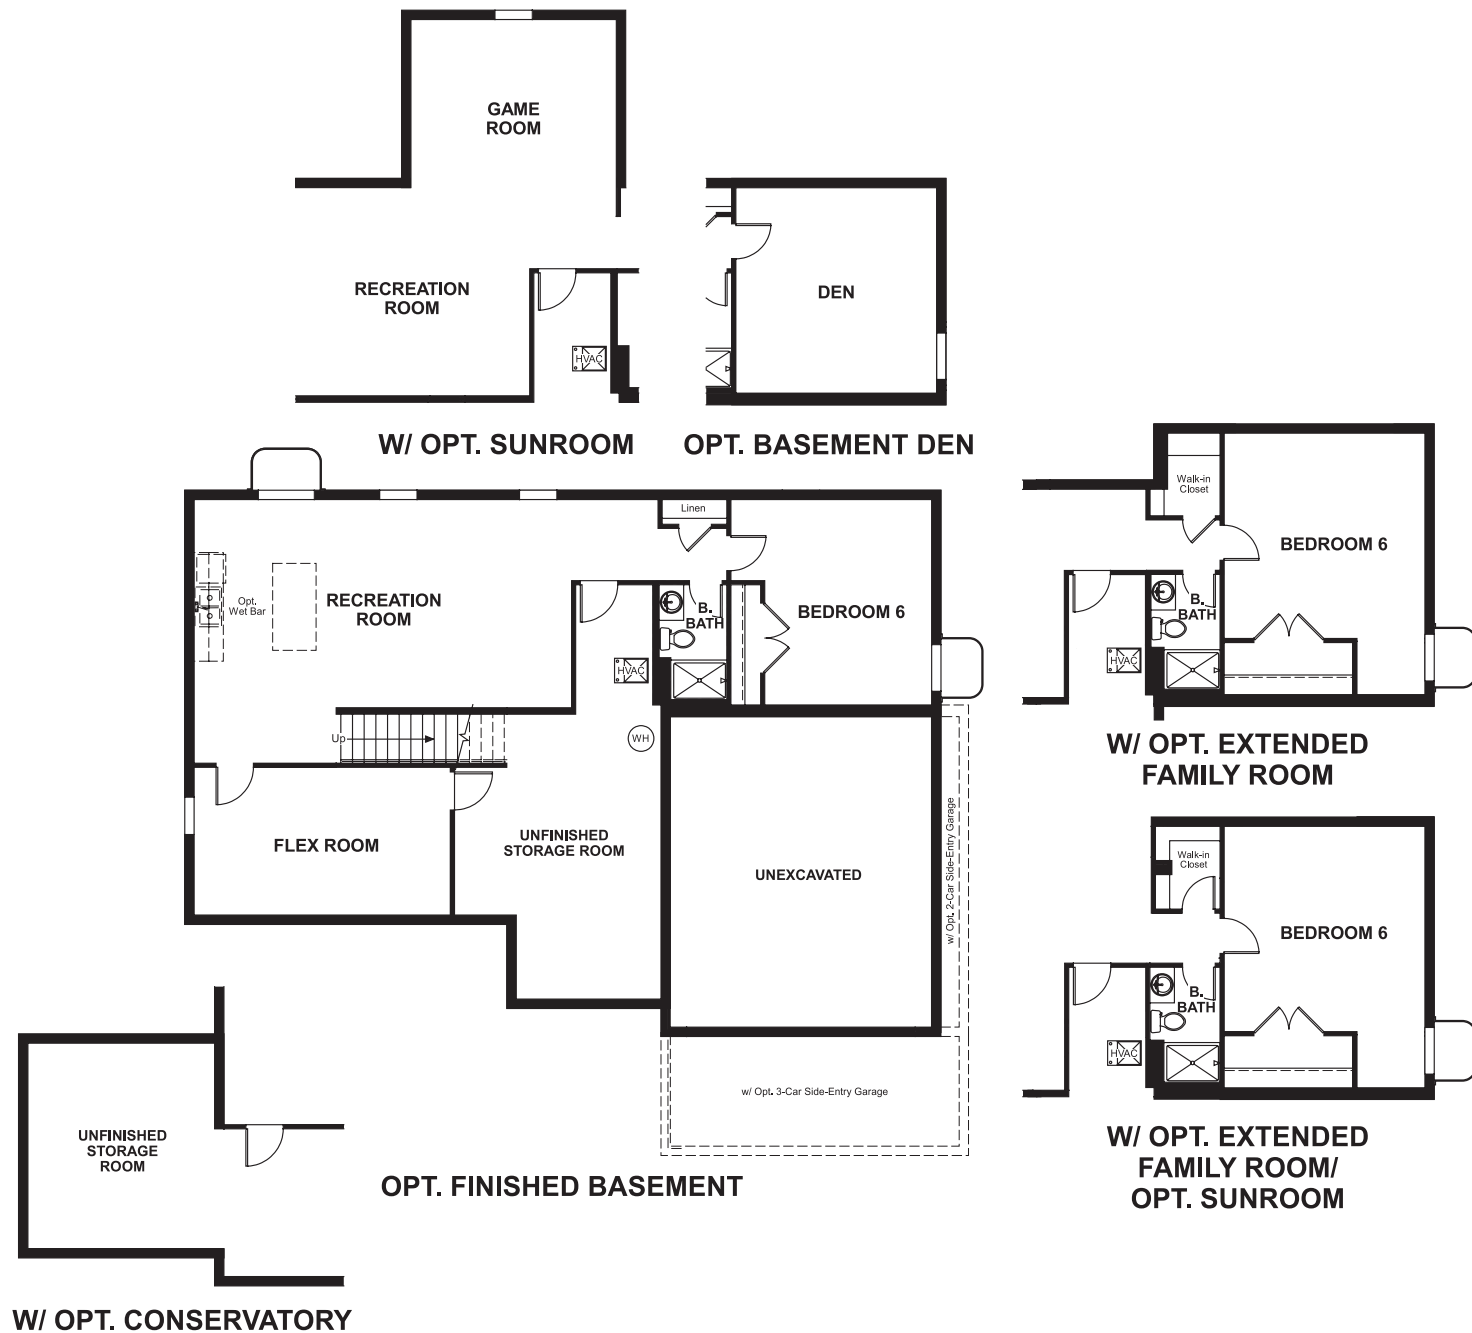 GAME
ROOM
RECREATION
ROOM
HVAC
W/ OPT. SUNROOM
DEN
OPT. BASEMENT DEN
Linen
Opt.
Wet Bar
RECREATION
ROOM
B.
BATH
BEDROOM 6
HVAC
Up
WH
FLEX ROOM
UNFINISHED
STORAGE ROOM
UNEXCAVATED
w/ Opt. 2-Car Side-Entry Garage
w/ Opt. 3-Car Side-Entry Garage
OPT. FINISHED BASEMENT
Walk-in
Closet
BEDROOM 6
B.
BATH
HVAC
W/ OPT. EXTENDED
FAMILY ROOM
Walk-in
Closet
BEDROOM 6
B.
BATH
HVAC
W/ OPT. EXTENDED
FAMILY ROOM/
OPT. SUNROOM
UNFINISHED
STORAGE
ROOM
W/ OPT. CONSERVATORY